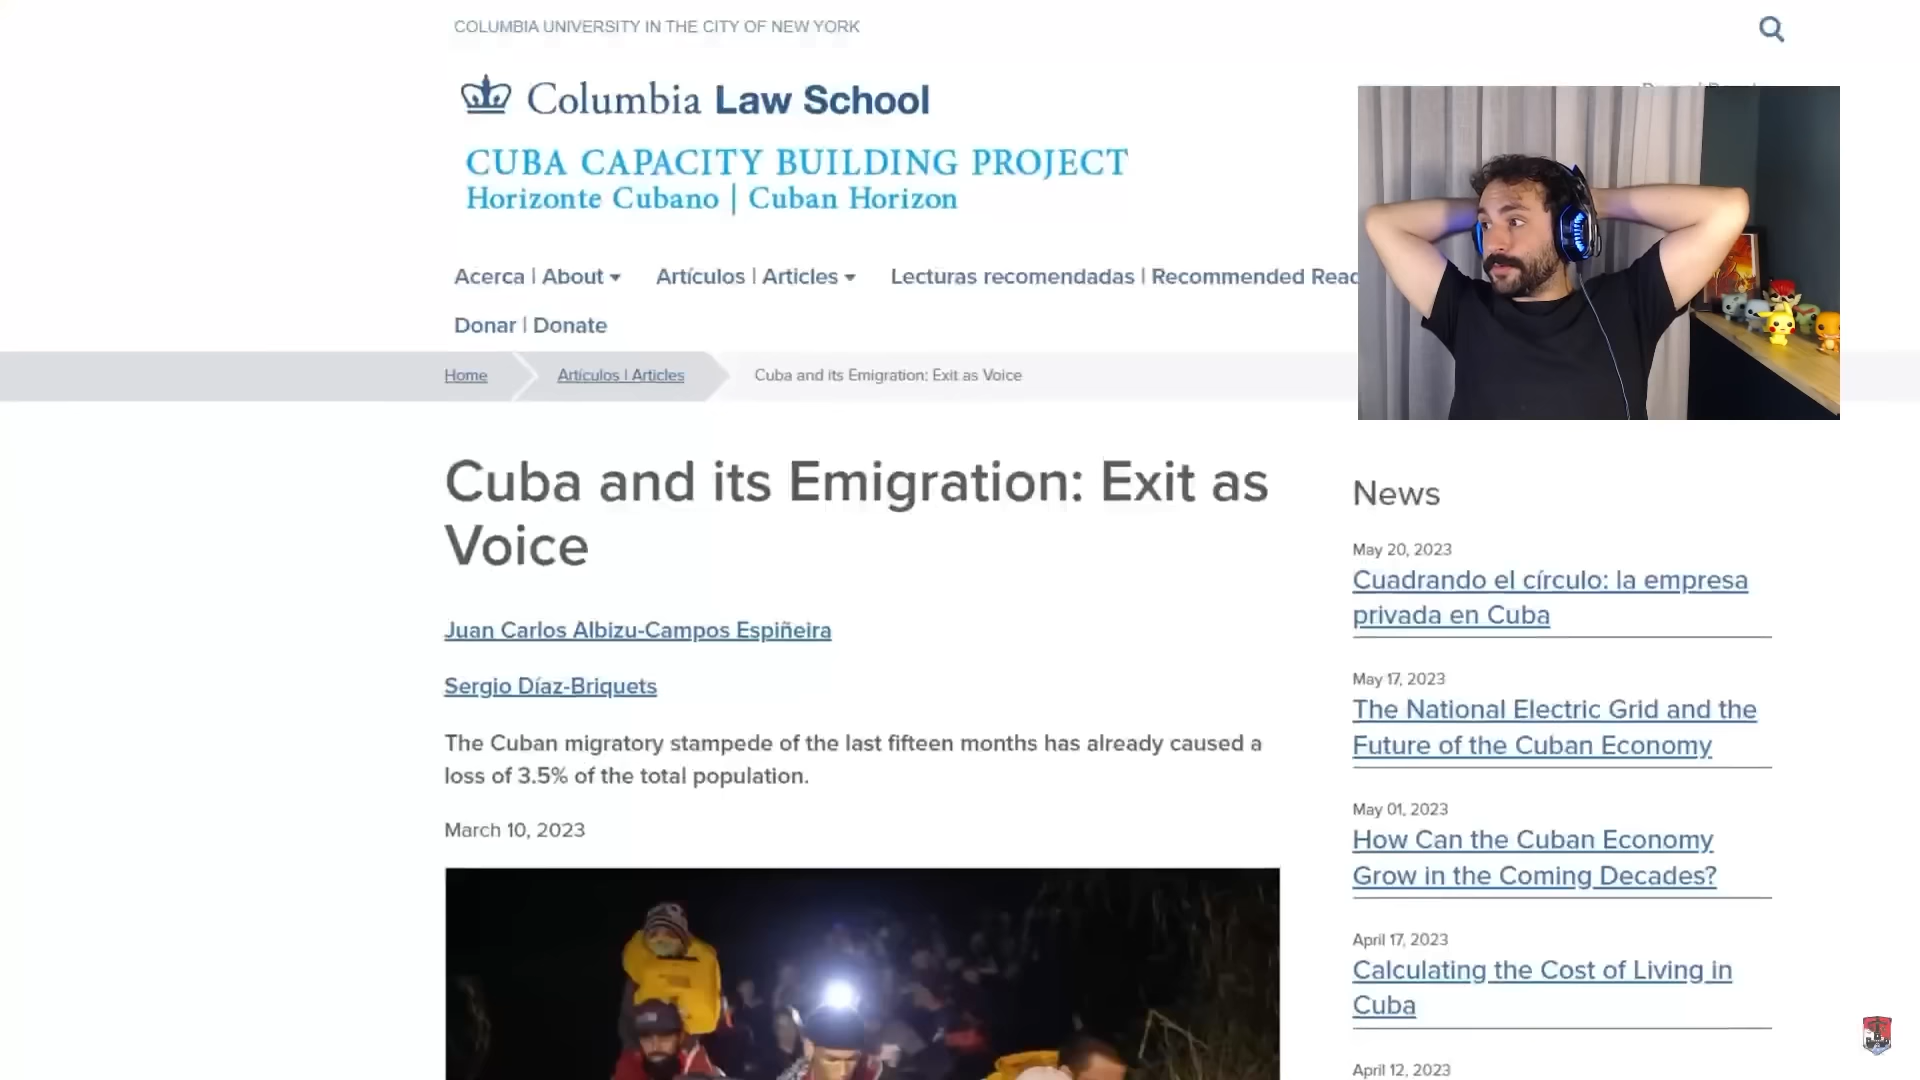 COLUMBIA UNIVERSITY IN THE CITY OF NEW YORK
Columbia Law School
CUBA CAPACITY BUILDING PROJECT
Horizonte Cubano | Cuban Horizon
Acerca | About
Artículos | Articles
Lecturas recomendadas | Recommended Read
Donar | Donate
Home
Artículos | Articles
Cuba and its Emigration: Exit as Voice
Cuba and its Emigration: Exit as
Voice
Juan Carlos Albizu-Campos Espiñeira
Sergio Díaz-Briquets
The Cuban migratory stampede of the last fifteen months has already caused a
loss of 3.5% of the total population.
March 10, 2023
News
May 20, 2023
Cuadrando el círculo: la empresa
privada en Cuba
May 17, 2023
The National Electric Grid and the
Future of the Cuban Economy
May 01, 2023
How Can the Cuban Economy
Grow in the Coming Decades?
April 17, 2023
Calculating the Cost of Living in
Cuba
April 12, 2023